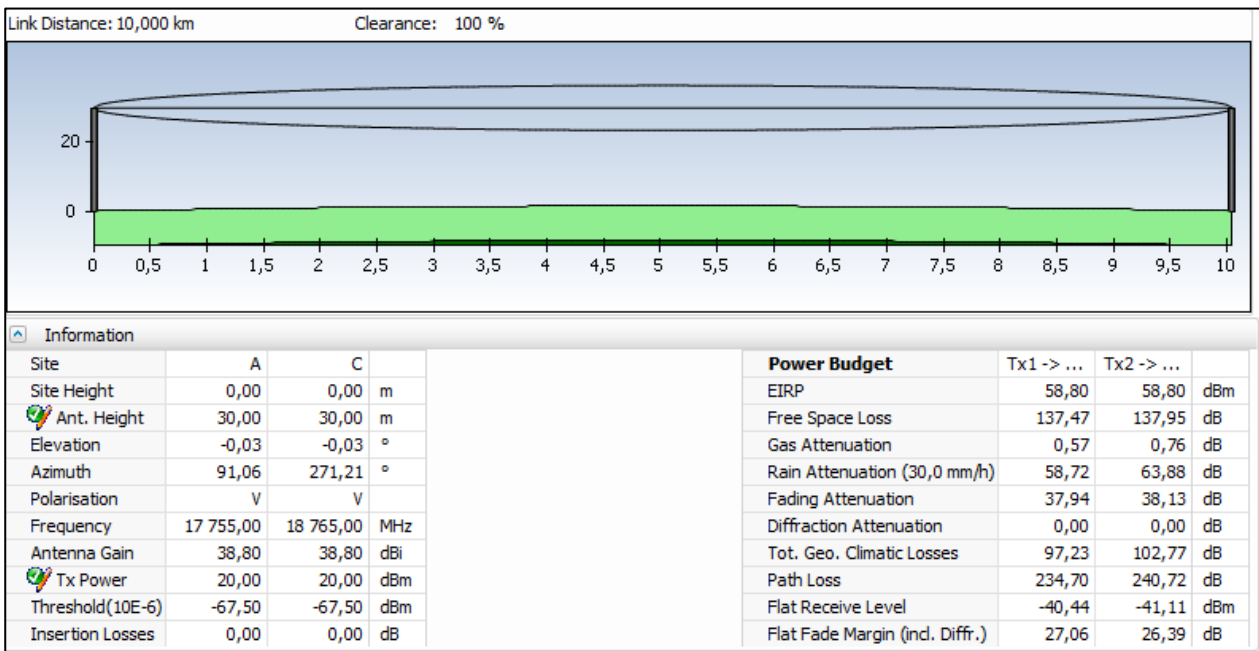 Link Distance: 10,000 km Clearance: 100 %
20
0
0 0,5 1 1,5 2 2,5 3 3,5 4 4,5 5 5,5 6 6,5 7 7,5 8 8,5 9 9,5 10
Information
Site A C Power Budget Tx1 -> ... Tx2 -> ...
Site Height 0,00 0,00 m EIRP 58,80 58,80 dBm
Ant. Height 30,00 30,00 m Free Space Loss 137,47 137,95 dB
Elevation -0,03 -0,03 ° Gas Attenuation 0,57 0,76 dB
Azimuth 91,06 271,21 ° Rain Attenuation (30,0 mm/h) 58,72 63,88 dB
Polarisation V V Fading Attenuation 37,94 38,13 dB
Frequency 17 755,00 18 765,00 MHz Diffraction Attenuation 0,00 0,00 dB
Antenna Gain 38,80 38,80 dBi Tot. Geo. Climatic Losses 97,23 102,77 dB
Tx Power 20,00 20,00 dBm Path Loss 234,70 240,72 dB
Threshold(10E-6) -67,50 -67,50 dBm Flat Receive Level -40,44 -41,11 dBm
Insertion Losses 0,00 0,00 dB Flat Fade Margin (incl. Diffr.) 27,06 26,39 dB